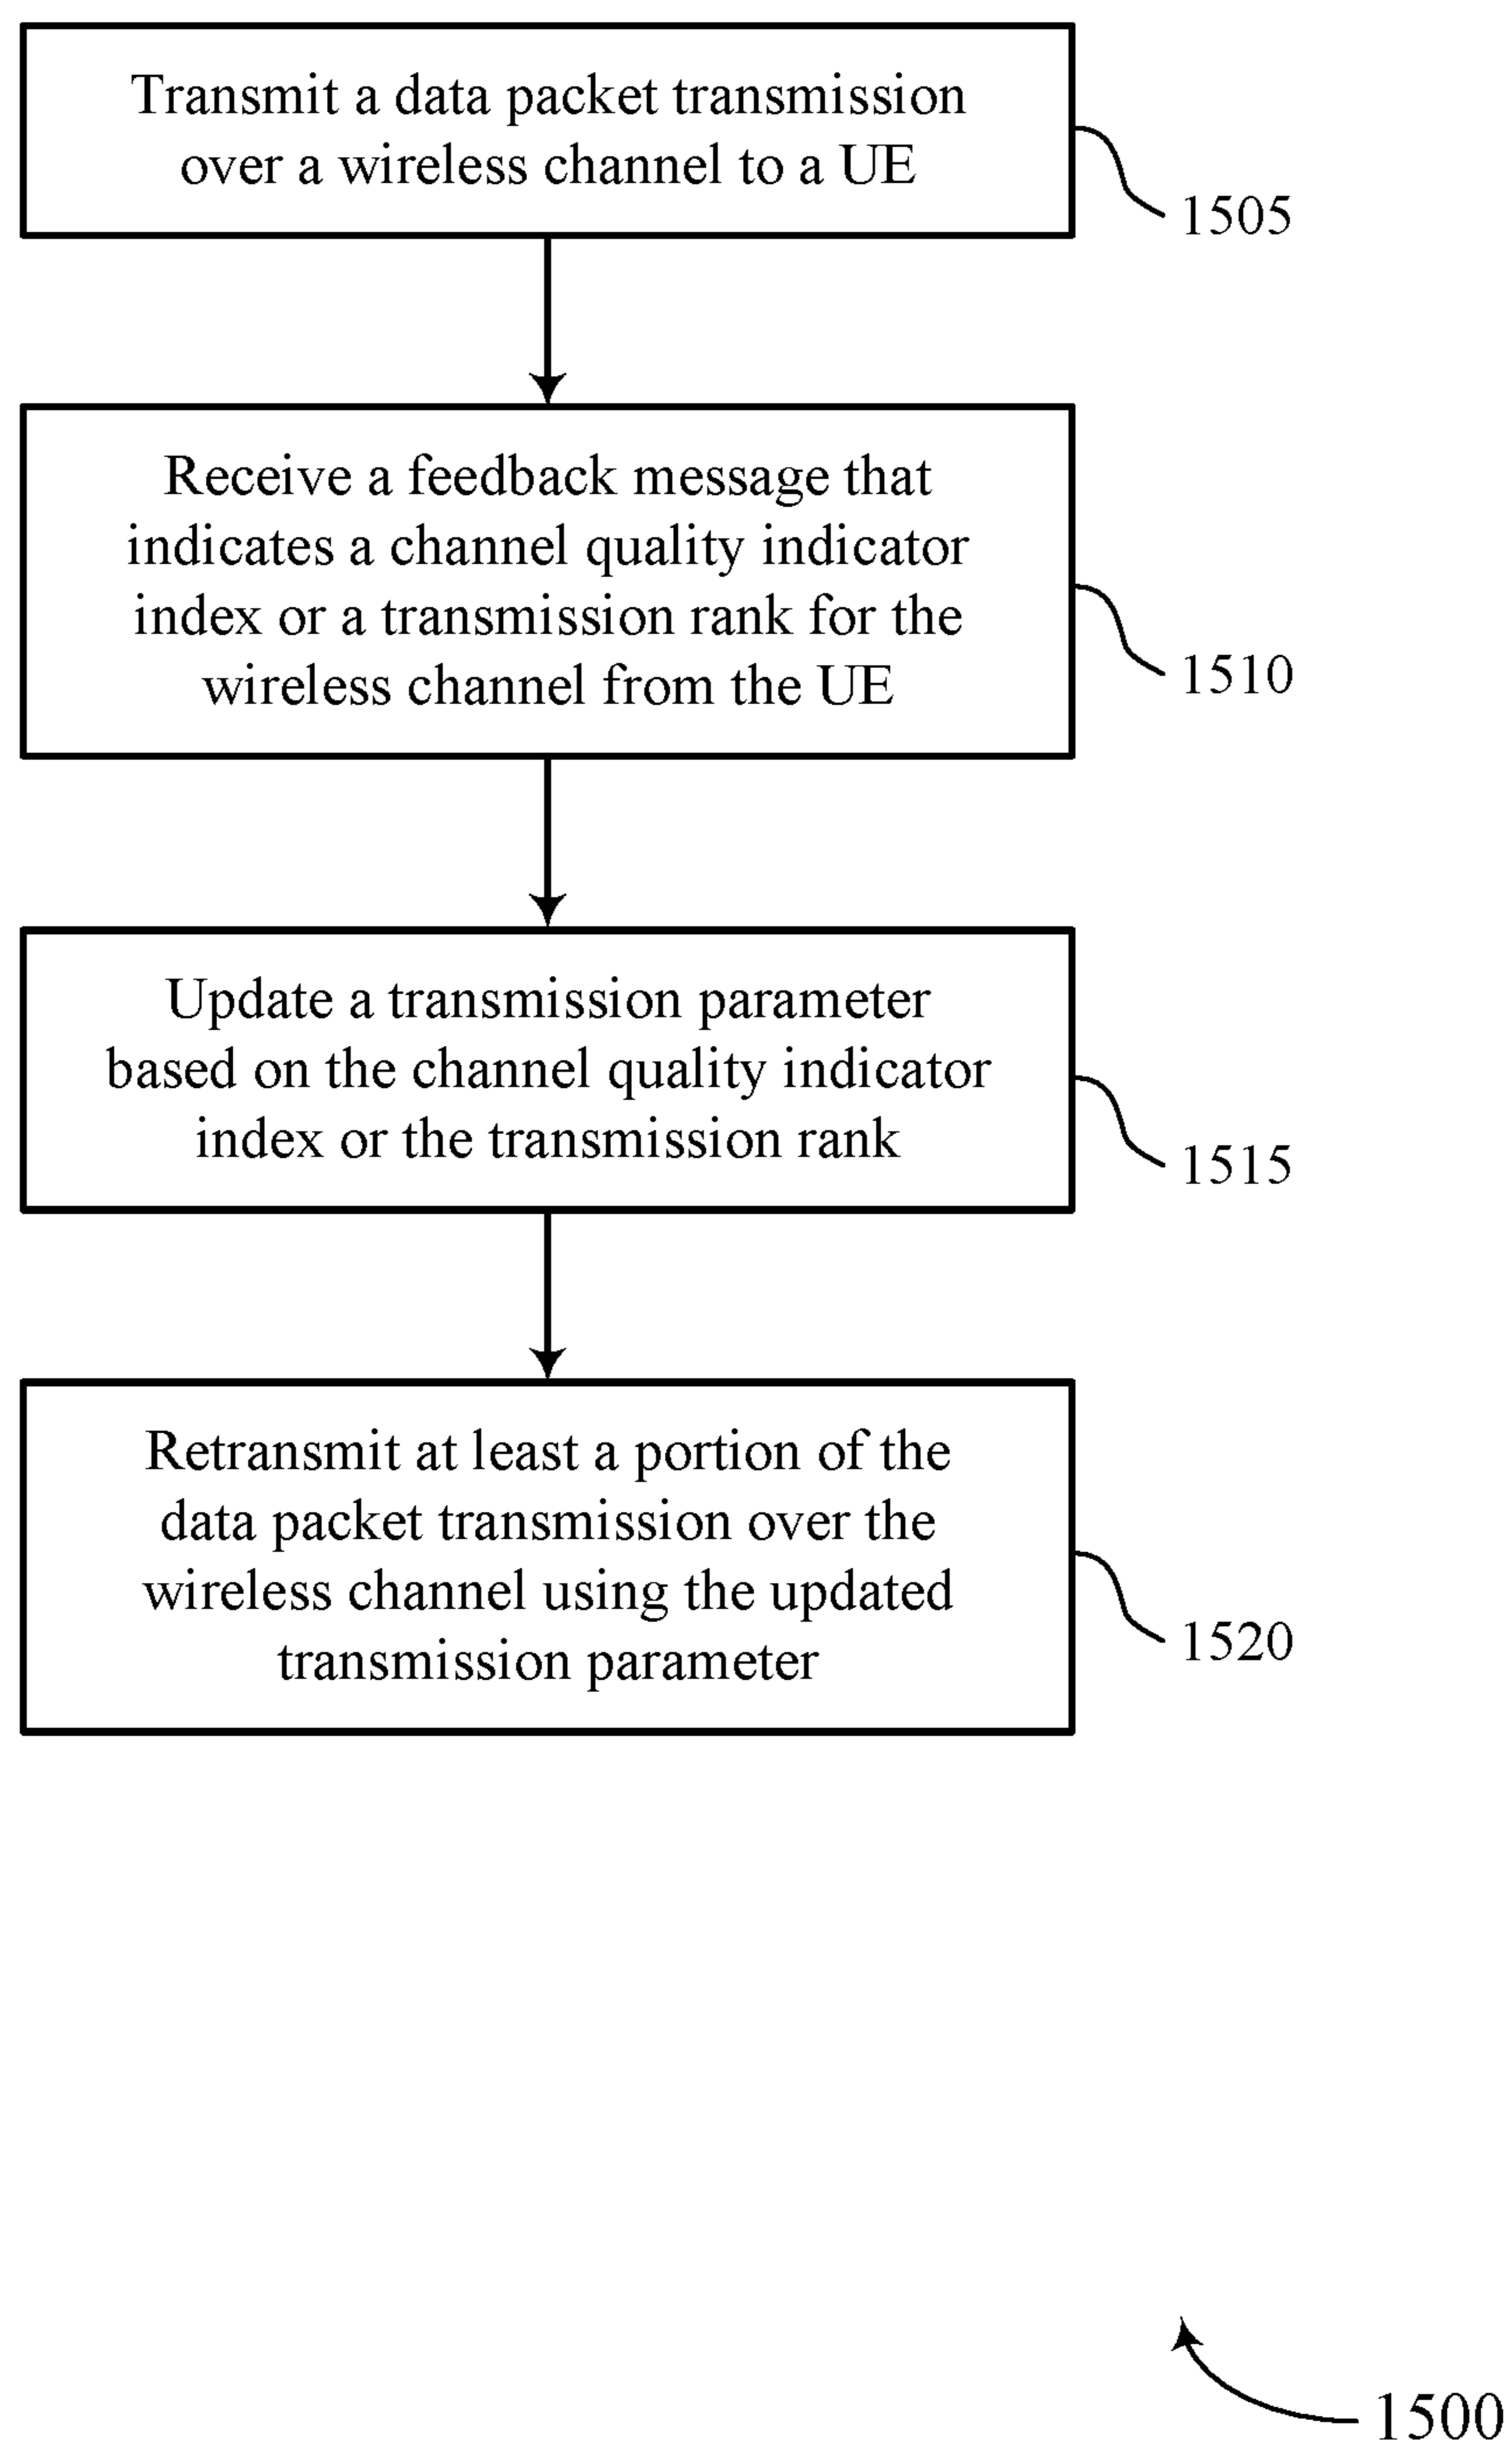 Transmit a data packet transmission
over a wireless channel to a UE
1505
Receive a feedback message that
indicates a channel quality indicator
index or a transmission rank for the
wireless channel from the UE
1510
Update a transmission parameter
based on the channel quality indicator
index or the transmission rank
1515
Retransmit at least a portion of the
data packet transmission over the
wireless channel using the updated
transmission parameter
1520
1500